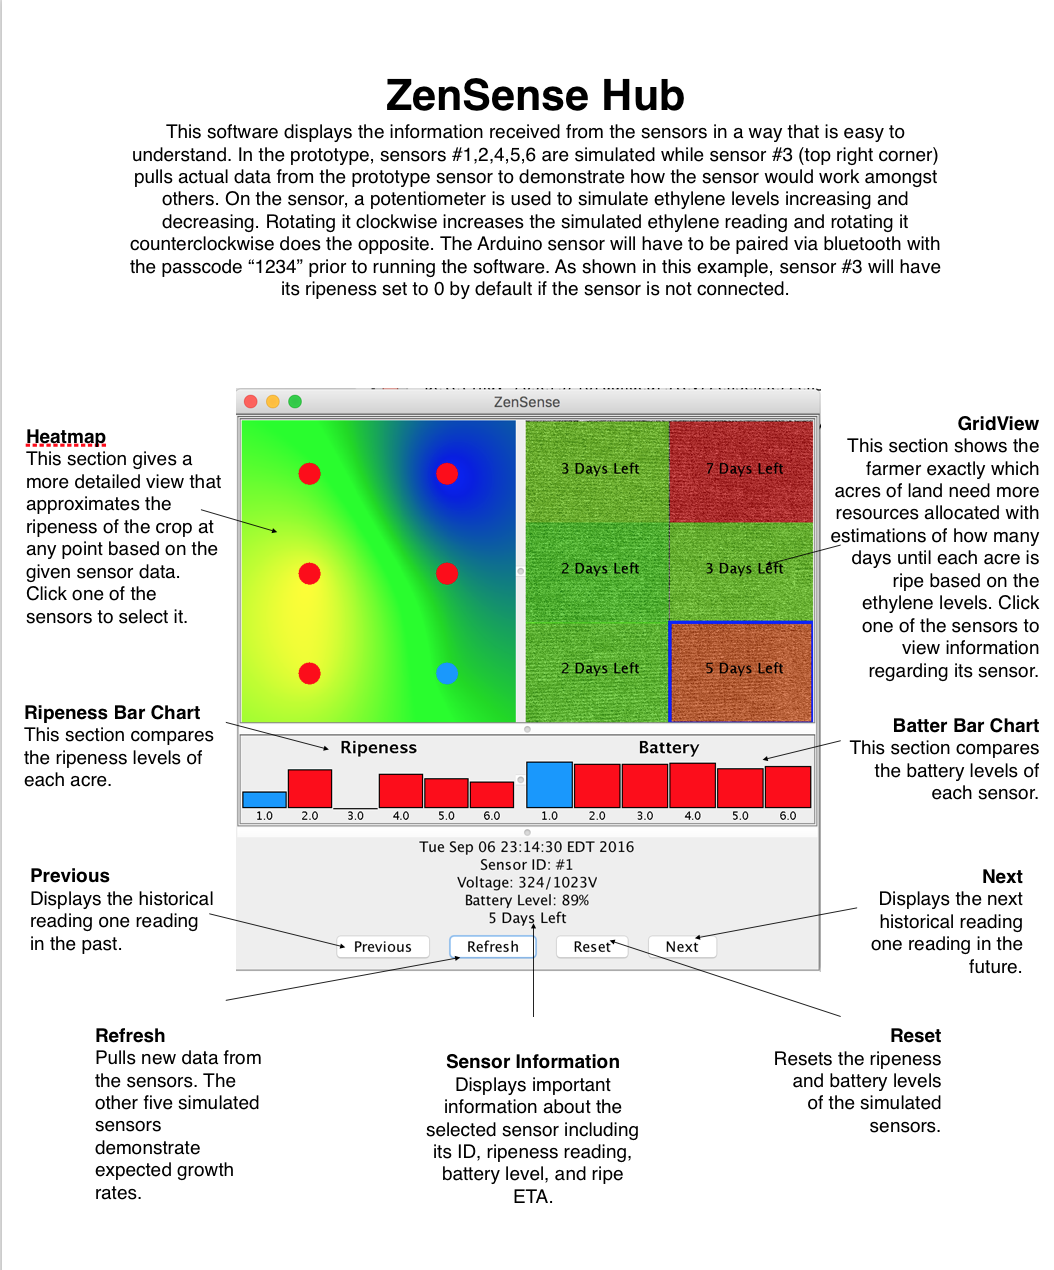 ZenSense Hub
This software displays the information received from the sensors in a way that is easy to
understand. In the prototype, sensors #1,2,4,5,6 are simulated while sensor #3 (top right corner)
pulls actual data from the prototype sensor to demonstrate how the sensor would work amongst
others. On the sensor, a potentiometer is used to simulate ethylene levels increasing and
decreasing. Rotating it clockwise increases the simulated ethylene reading and rotating it
counterclockwise does the opposite. The Arduino sensor will have to be paired via bluetooth with
the passcode “1234” prior to running the software. As shown in this example, sensor #3 will have
its ripeness set to 0 by default if the sensor is not connected.
ZenSense
Heatmap
This section gives a
more detailed view that
approximates the
ripeness of the crop at
any point based on the
given sensor data.
Click one of the
sensors to select it.
3 Days Left
7 Days Left
2 Days Left
3 Days Left
2 Days Left
5 Days Left
GridView
This section shows the
farmer exactly which
acres of land need more
resources allocated with
estimations of how many
days until each acre is
ripe based on the
ethylene levels. Click
one of the sensors to
view information
regarding its sensor.
Ripeness Bar Chart
This section compares
the ripeness levels of
each acre.
Ripeness
1.0 2.0 3.0 4.0 5.0 6.0
Battery
1.0 2.0 3.0 4.0 5.0 6.0
Batter Bar Chart
This section compares
the battery levels of
each sensor.
Tue Sep 06 23:14:30 EDT 2016
Sensor ID: #1
Voltage: 324/1023V
Battery Level: 89%
5 Days Left
Previous Refresh Reset Next
Previous
Displays the historical
reading one reading
in the past.
Next
Displays the next
historical reading
one reading in the
future.
Refresh
Pulls new data from
the sensors. The
other five simulated
sensors
demonstrate
expected growth
rates.
Sensor Information
Displays important
information about the
selected sensor including
its ID, ripeness reading,
battery level, and ripe
ETA.
Reset
Resets the ripeness
and battery levels
of the simulated
sensors.